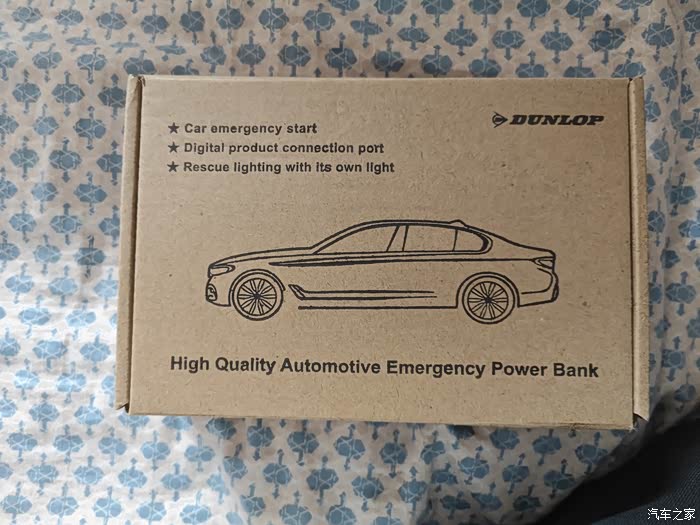 ★ Car emergency start
★ Digital product connection port
★ Rescue lighting with its own light
DUNLOP
High Quality Automotive Emergency Power Bank
汽车之家